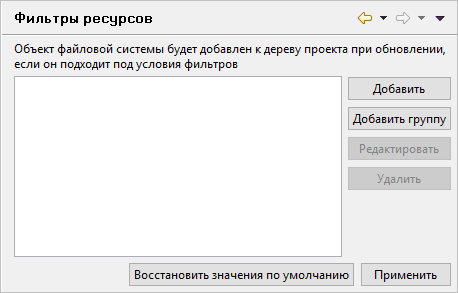 Фильтры ресурсов
Объект файловой системы будет добавлен к дереву проекта при обновлении,
если он подходит под условия фильтров
Добавить
Добавить группу
Редактировать
Удалить
Восстановить значения по умолчанию
Применить